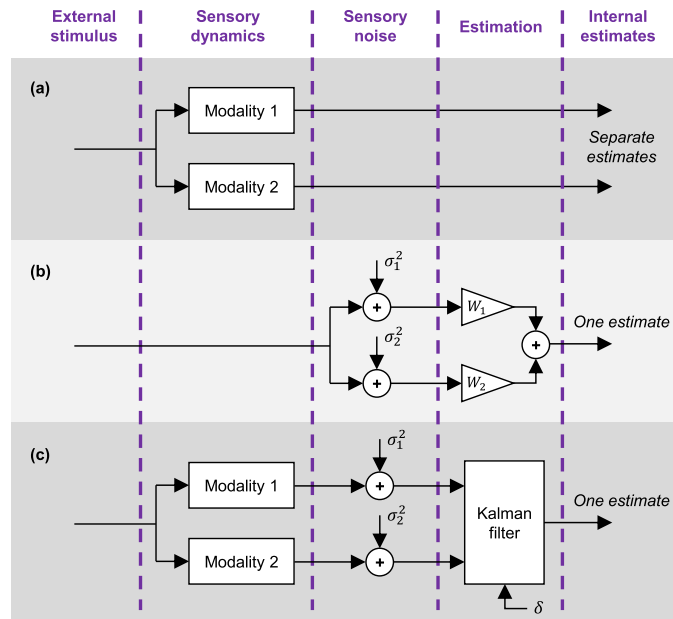 External stimulus
Sensory dynamics
Sensory noise
Estimation
Internal estimates
(a)
Modality 1
Modality 2
Separate
estimates
(b)
σ₁²
W₁
σ₂²
W₂
+
+
+
One estimate
(c)
Modality 1
Modality 2
σ₁²
+
σ₂²
+
Kalman
filter
δ
One estimate